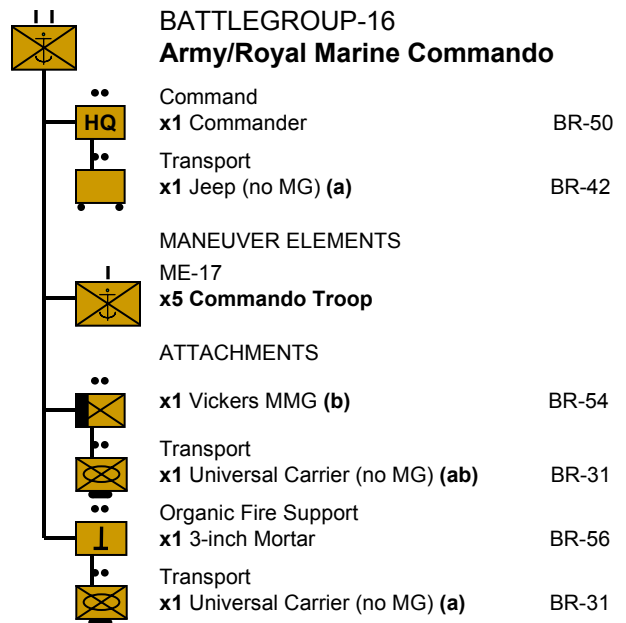 BATTLEGROUP-16
Army/Royal Marine Commando
Command
HQ
x1 Commander BR-50
Transport
x1 Jeep (no MG) (a) BR-42
MANEUVER ELEMENTS
ME-17
x5 Commando Troop
ATTACHMENTS
x1 Vickers MMG (b) BR-54
Transport
x1 Universal Carrier (no MG) (ab) BR-31
Organic Fire Support
x1 3-inch Mortar BR-56
Transport
x1 Universal Carrier (no MG) (a) BR-31